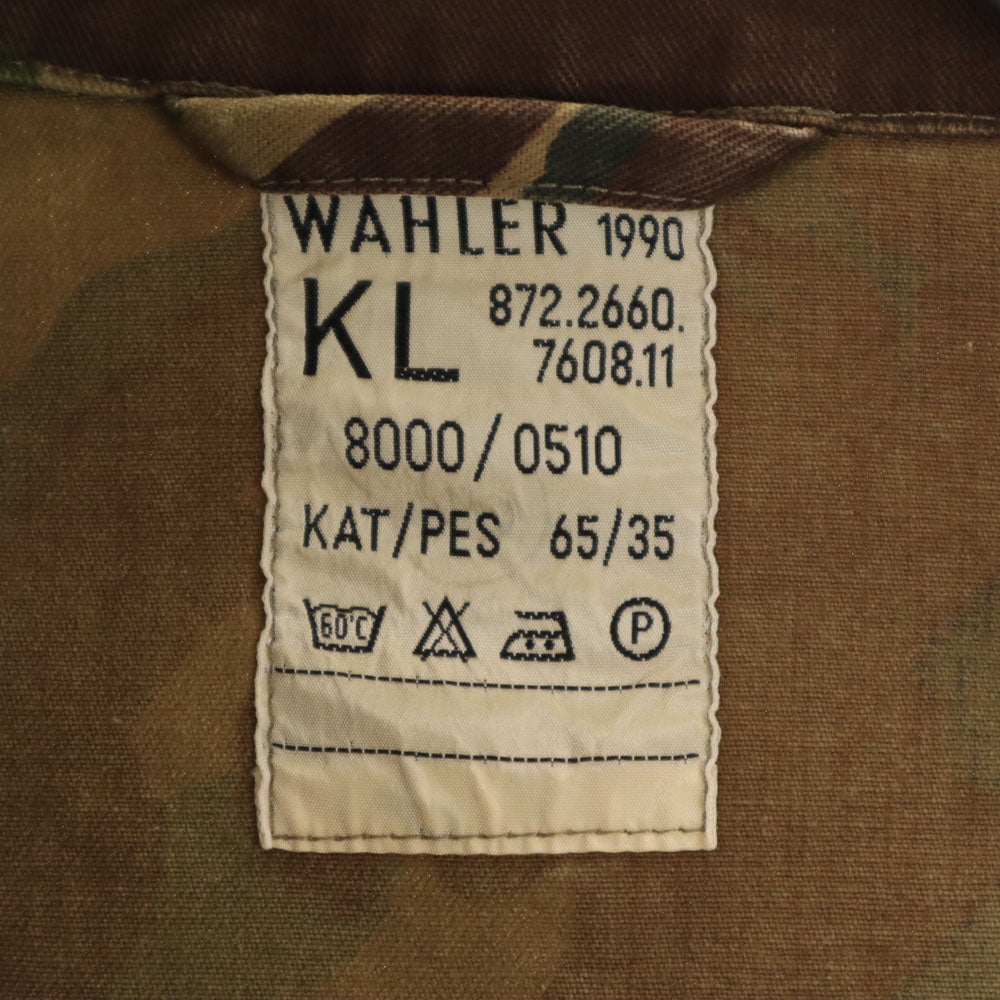 WAHLER 1990
KL 872.2660.
7608.11
8000/0510
KAT/PES 65/35
60°C P